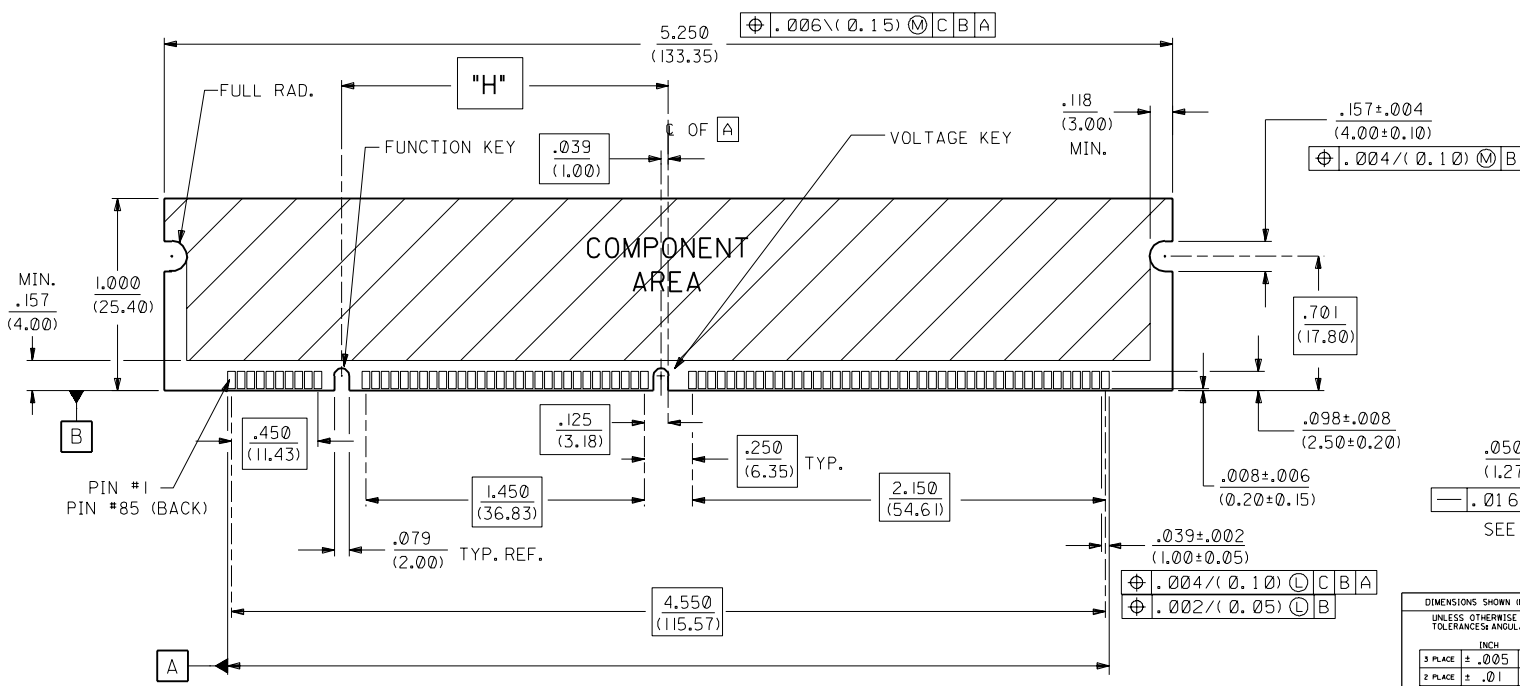 5.250
(133.35)
⌖ .006\(0.15) Ⓜ C B A
"H"
FULL RAD.
FUNCTION KEY
.039
(1.00)
℄ OF A
VOLTAGE KEY
.118
(3.00)
MIN.
.157±.004
(4.00±0.10)
⌖ .004/(0.10) Ⓜ B
COMPONENT
AREA
MIN.
.157
(4.00)
1.000
(25.40)
.701
(17.80)
B
.450
(11.43)
.125
(3.18)
.250
(6.35) TYP.
.098±.008
(2.50±0.20)
.008±.006
(0.20±0.15)
.050
(1.27
— .016
SEE
PIN #1
PIN #85 (BACK)
1.450
(36.83)
2.150
(54.61)
.079
(2.00) TYP. REF.
.039±.002
(1.00±0.05)
⌖ .004/(0.10) Ⓛ C B A
⌖ .002/(0.05) Ⓛ B
4.550
(115.57)
A
DIMENSIONS SHOWN
UNLESS OTHERWISE
TOLERANCES: ANGUL
INCH
3 PLACE ± .005
2 PLACE ± .01